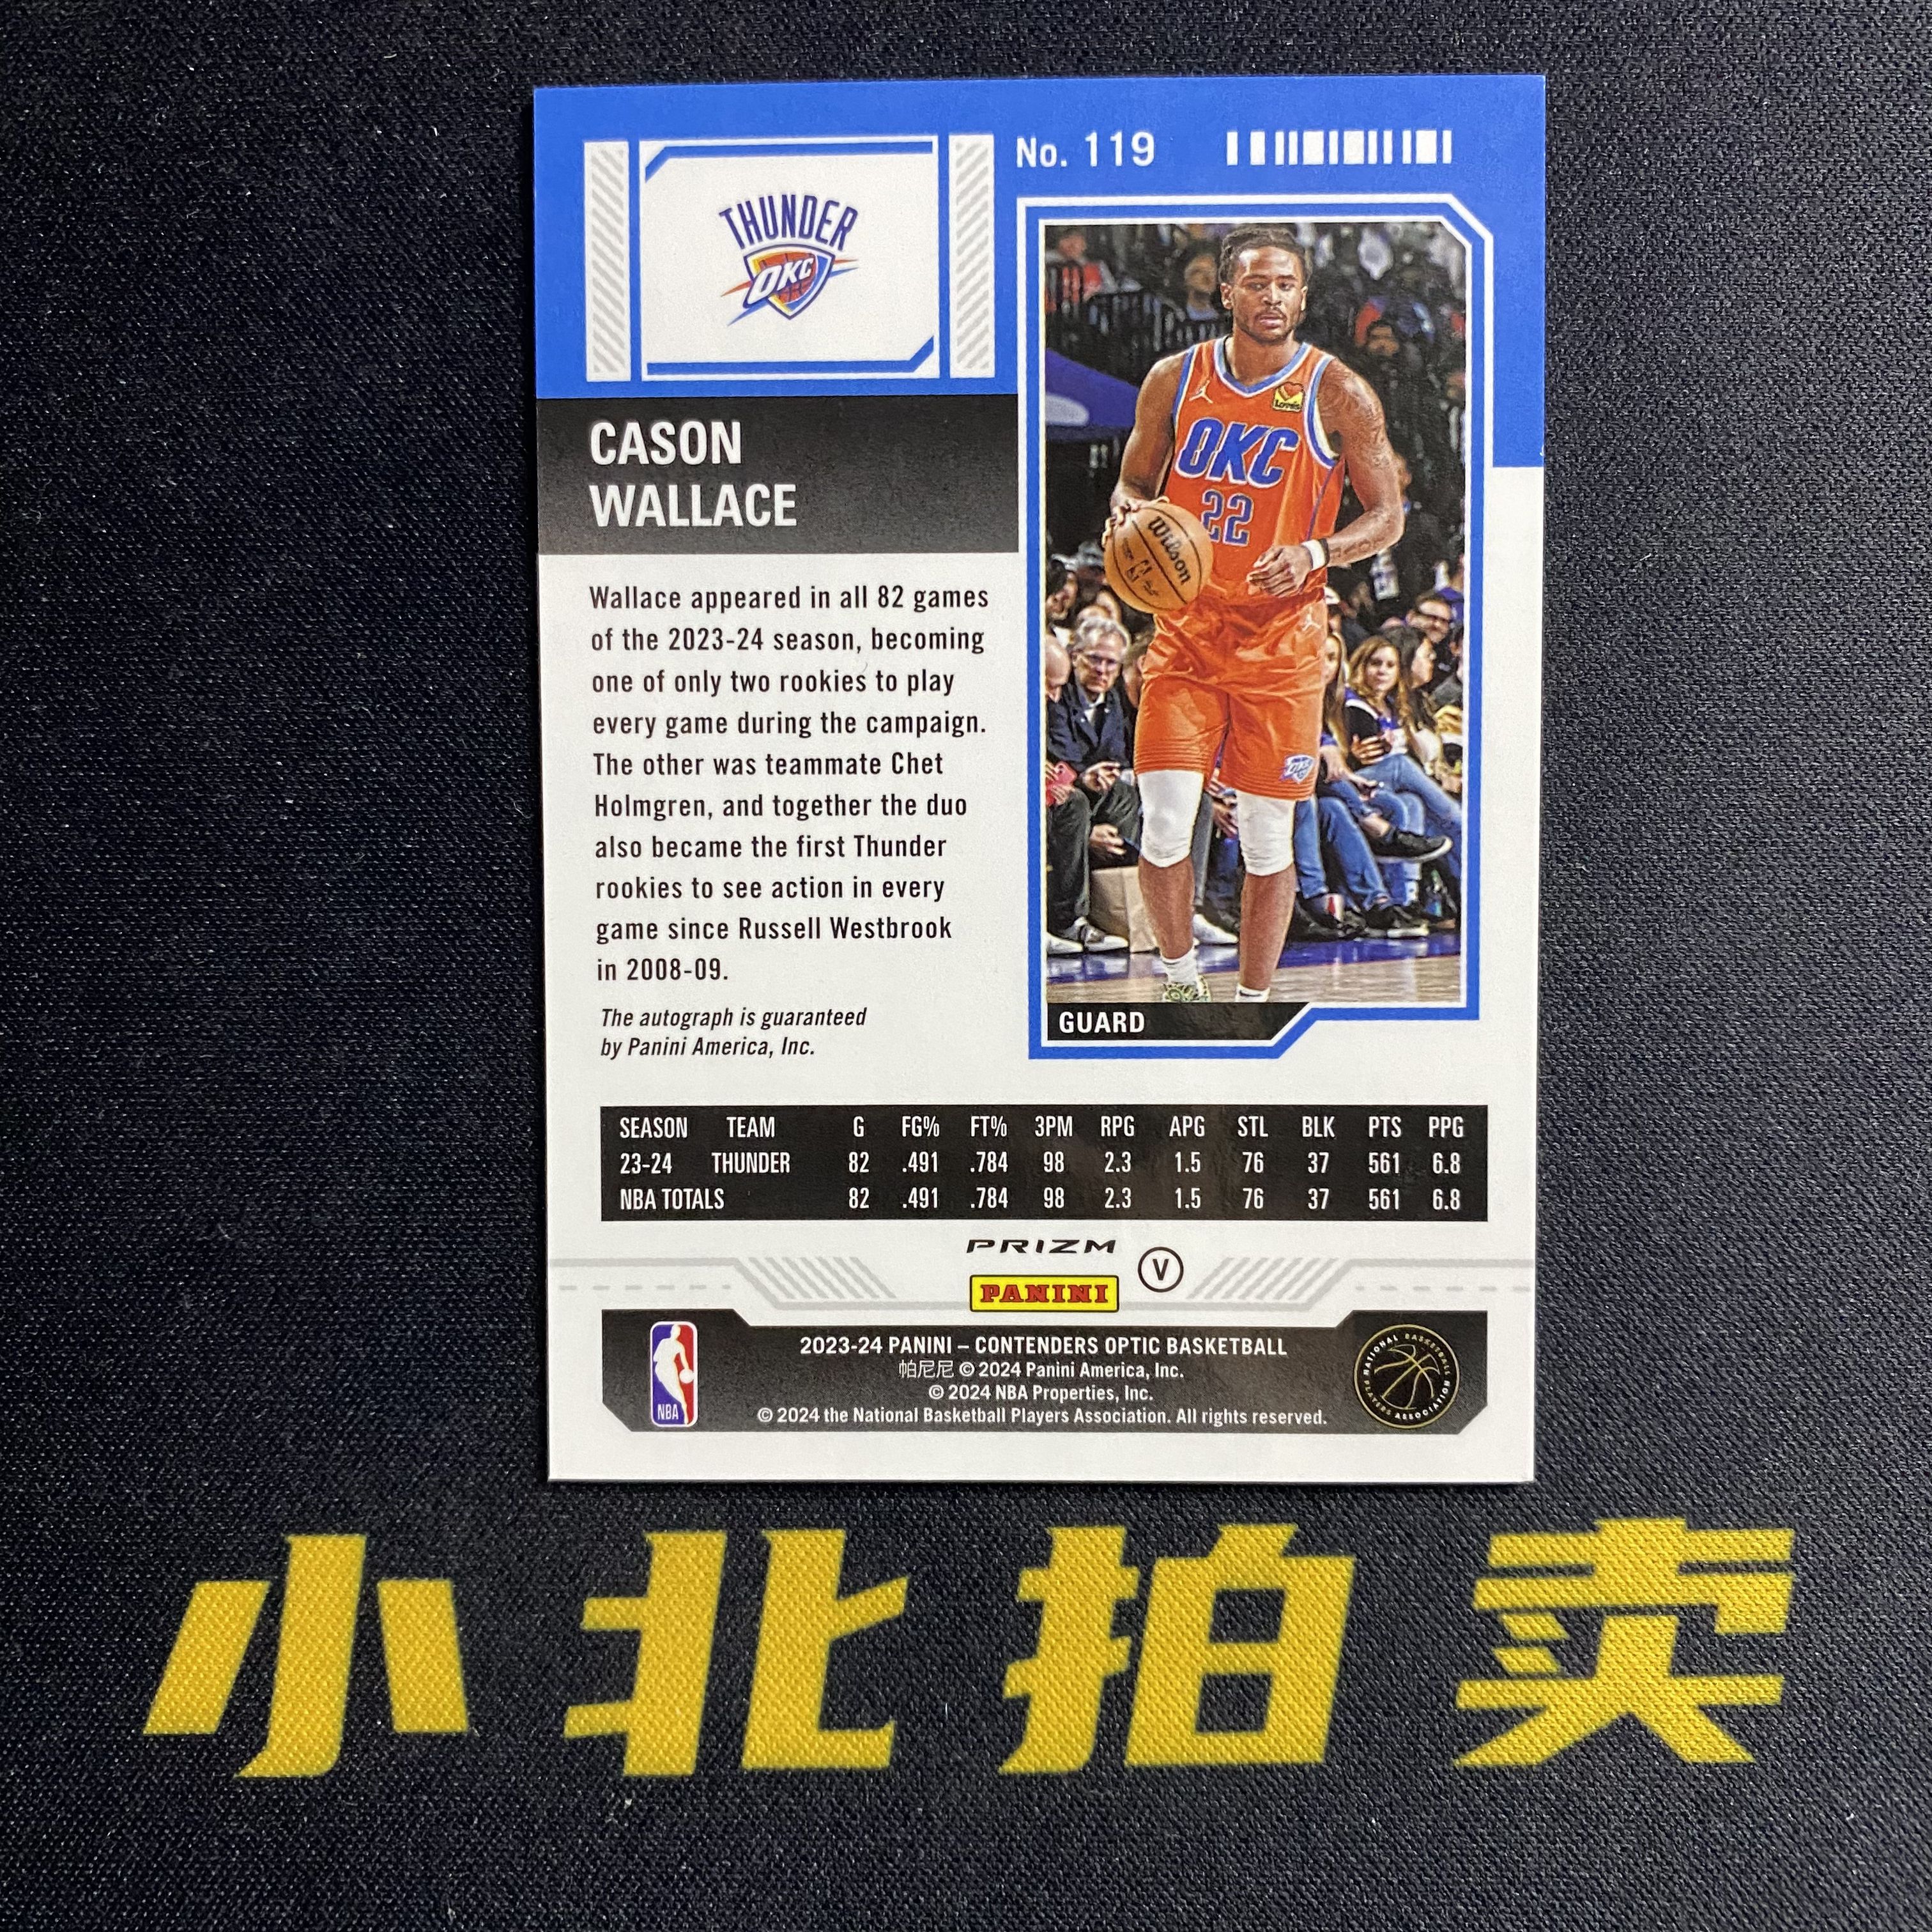 No. 119
THUNDER
OKC
CASON
WALLACE
Love's
OKC
22
Wilson
OKC
Wallace appeared in all 82 games
of the 2023-24 season, becoming
one of only two rookies to play
every game during the campaign.
The other was teammate Chet
Holmgren, and together the duo
also became the first Thunder
rookies to see action in every
game since Russell Westbrook
in 2008-09.
The autograph is guaranteed
by Panini America, Inc.
GUARD
SEASON TEAM G FG% FT% 3PM RPG APG STL BLK PTS PPG
23-24 THUNDER 82 .491 .784 98 2.3 1.5 76 37 561 6.8
NBA TOTALS 82 .491 .784 98 2.3 1.5 76 37 561 6.8
PRIZM
PANINI
V
2023-24 PANINI – CONTENDERS OPTIC BASKETBALL
帕尼尼 © 2024 Panini America, Inc.
© 2024 NBA Properties, Inc.
© 2024 the National Basketball Players Association. All rights reserved.
NBA
NATIONAL BASKETBALL PLAYERS ASSOCIATION
小北拍卖